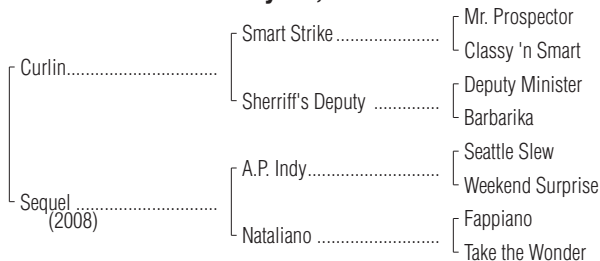 Mr. Prospector
Smart Strike ....................
Classy 'n Smart
Curlin.............................
Deputy Minister
Sherriff's Deputy .............
Barbarika
Seattle Slew
A.P. Indy.........................
Weekend Surprise
Sequel ...........................
(2008)
Fappiano
Nataliano .......................
Take the Wonder